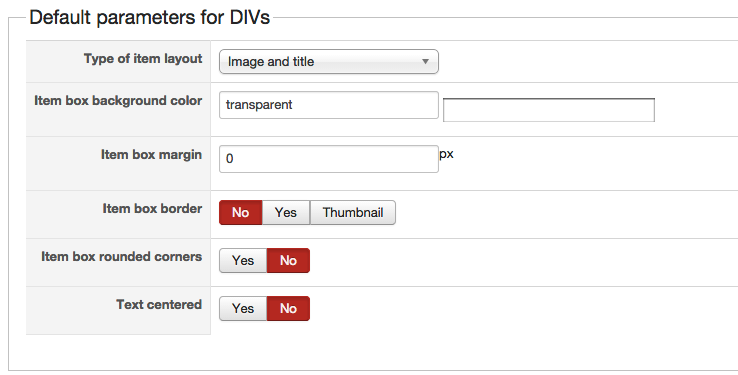 Default parameters for DIVs
Type of item layout Image and title
Item box background color transparent
Item box margin 0 px
Item box border No Yes Thumbnail
Item box rounded corners Yes No
Text centered Yes No